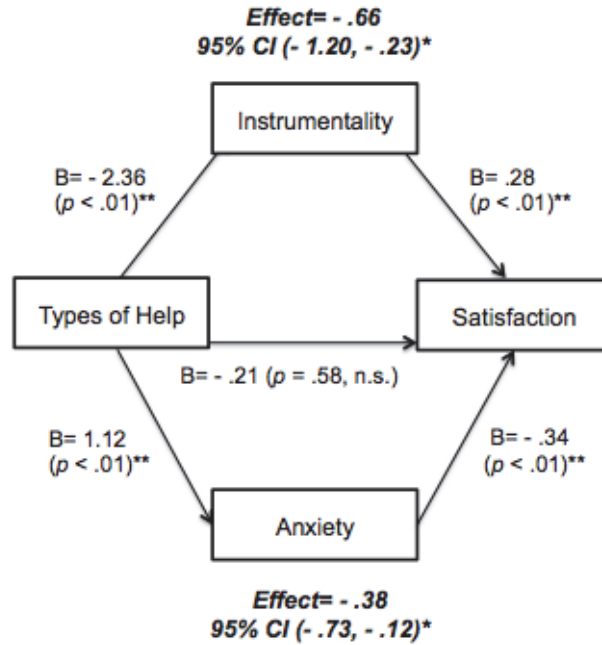 Effect= - .66
95% CI (- 1.20, - .23)*
Instrumentality
B= - 2.36
(p < .01)**
B= .28
(p < .01)**
Types of Help
Satisfaction
B= - .21 (p = .58, n.s.)
B= 1.12
(p < .01)**
B= - .34
(p < .01)**
Anxiety
Effect= - .38
95% CI (- .73, - .12)*